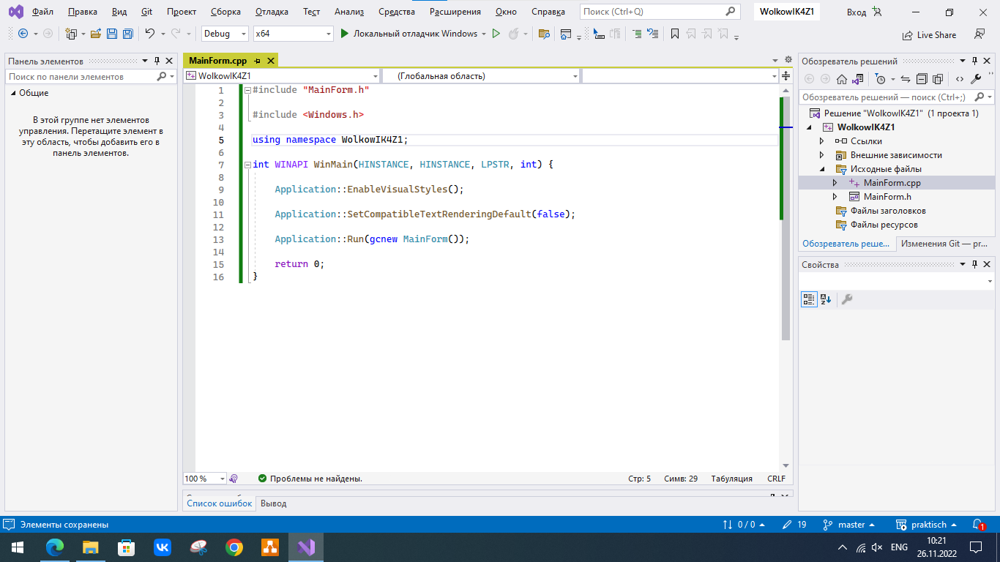 Файл Правка Вид Git Проект Сборка Отладка Тест Анализ Средства Расширения Окно Справка Поиск (Ctrl+Q) WolkowIK4Z1 Вход
Debug x64 Локальный отладчик Windows Live Share
Панель элементов
Поиск по панели элементов
Общие
В этой группе нет элементов
управления. Перетащите элемент в
эту область, чтобы добавить его в
панель элементов.
MainForm.cpp
WolkowIK4Z1 (Глобальная область)
1 #include "MainForm.h"
2
3 #include <Windows.h>
4
5 using namespace WolkowIK4Z1;
6
7 int WINAPI WinMain(HINSTANCE, HINSTANCE, LPSTR, int) {
8
9 Application::EnableVisualStyles();
10
11 Application::SetCompatibleTextRenderingDefault(false);
12
13 Application::Run(gcnew MainForm());
14
15 return 0;
16 }
100 % Проблемы не найдены. Стр: 5 Симв: 29 Табуляция CRLF
Список ошибок Вывод
Обозреватель решений
Обозреватель решений — поиск (Ctrl+;)
Решение "WolkowIK4Z1" (1 проекта 1)
WolkowIK4Z1
Ссылки
Внешние зависимости
Исходные файлы
MainForm.cpp
MainForm.h
Файлы заголовков
Файлы ресурсов
Обозреватель реше... Изменения Git — pr...
Свойства
Элементы сохранены 0 / 0 19 master praktisch 1
ENG 10:21
26.11.2022